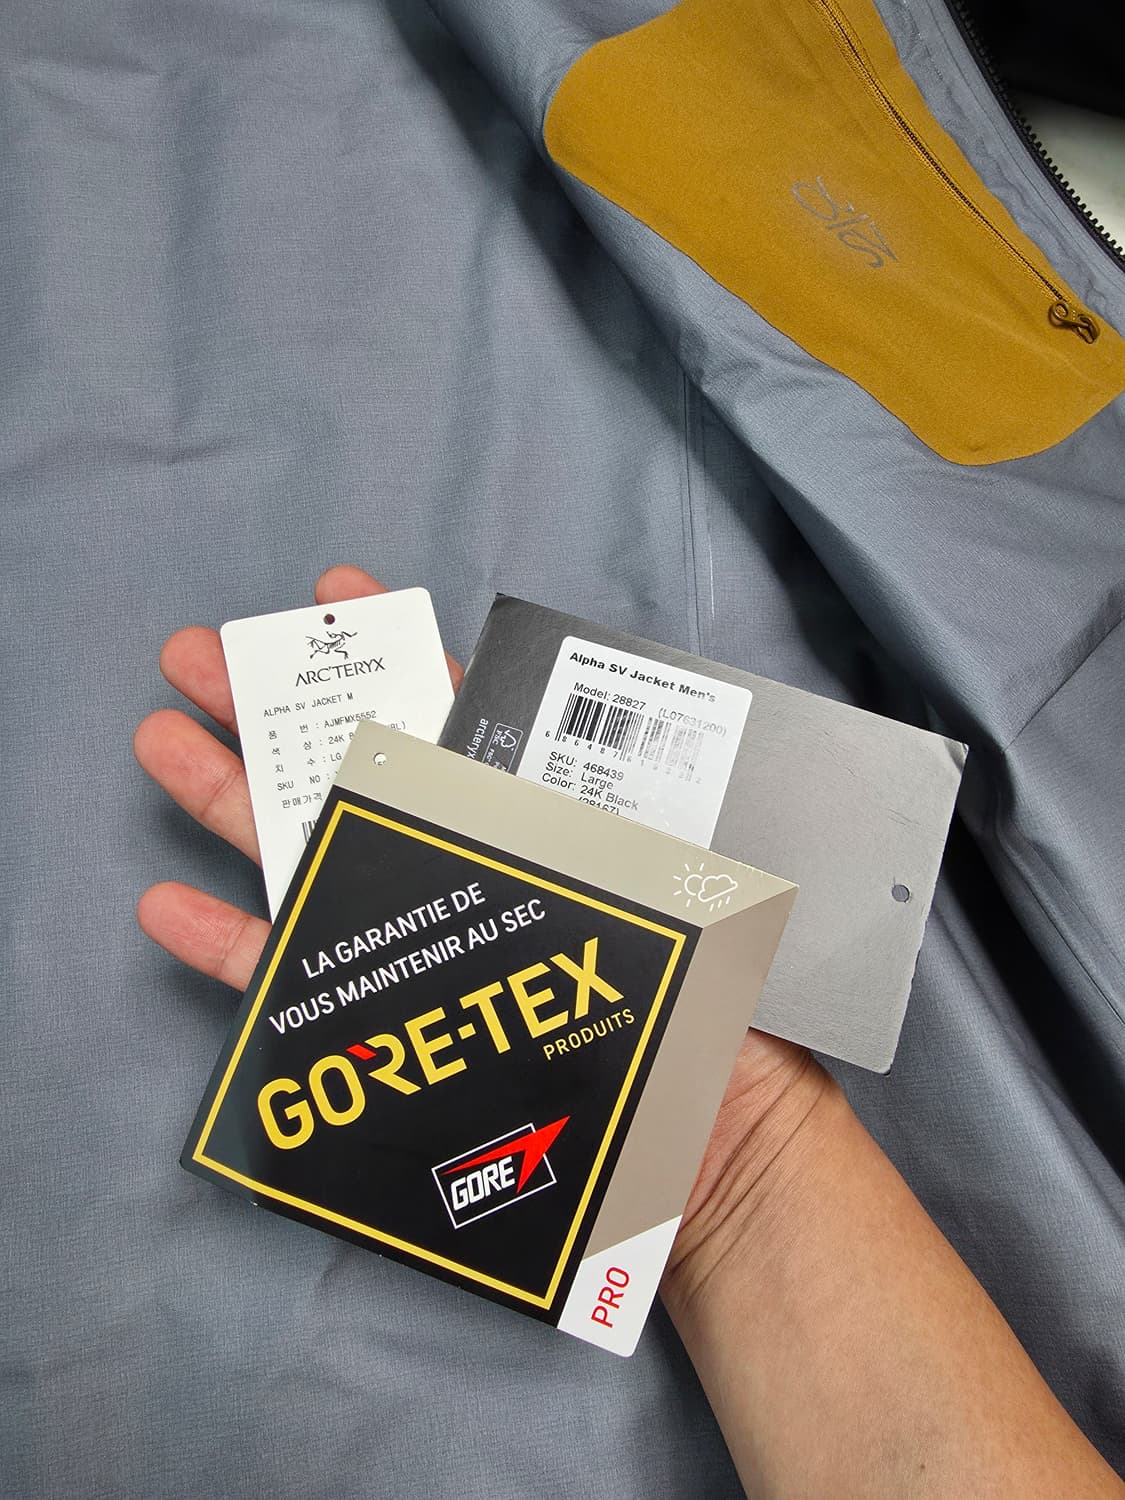 ARC'TERYX
ALPHA SV JACKET M
품 번 : AJMFMX5552
색 상 : 24K B BL)
치 수 : LG
SKU NO :
판매가격
Alpha SV Jacket Men's
Model: 28827 (L07631200)
SKU: 468439
Size: Large
Color: 24K Black
(28167)
arcteryx
LA GARANTIE DE
VOUS MAINTENIR AU SEC
GORE-TEX
PRODUITS
GORE
PRO